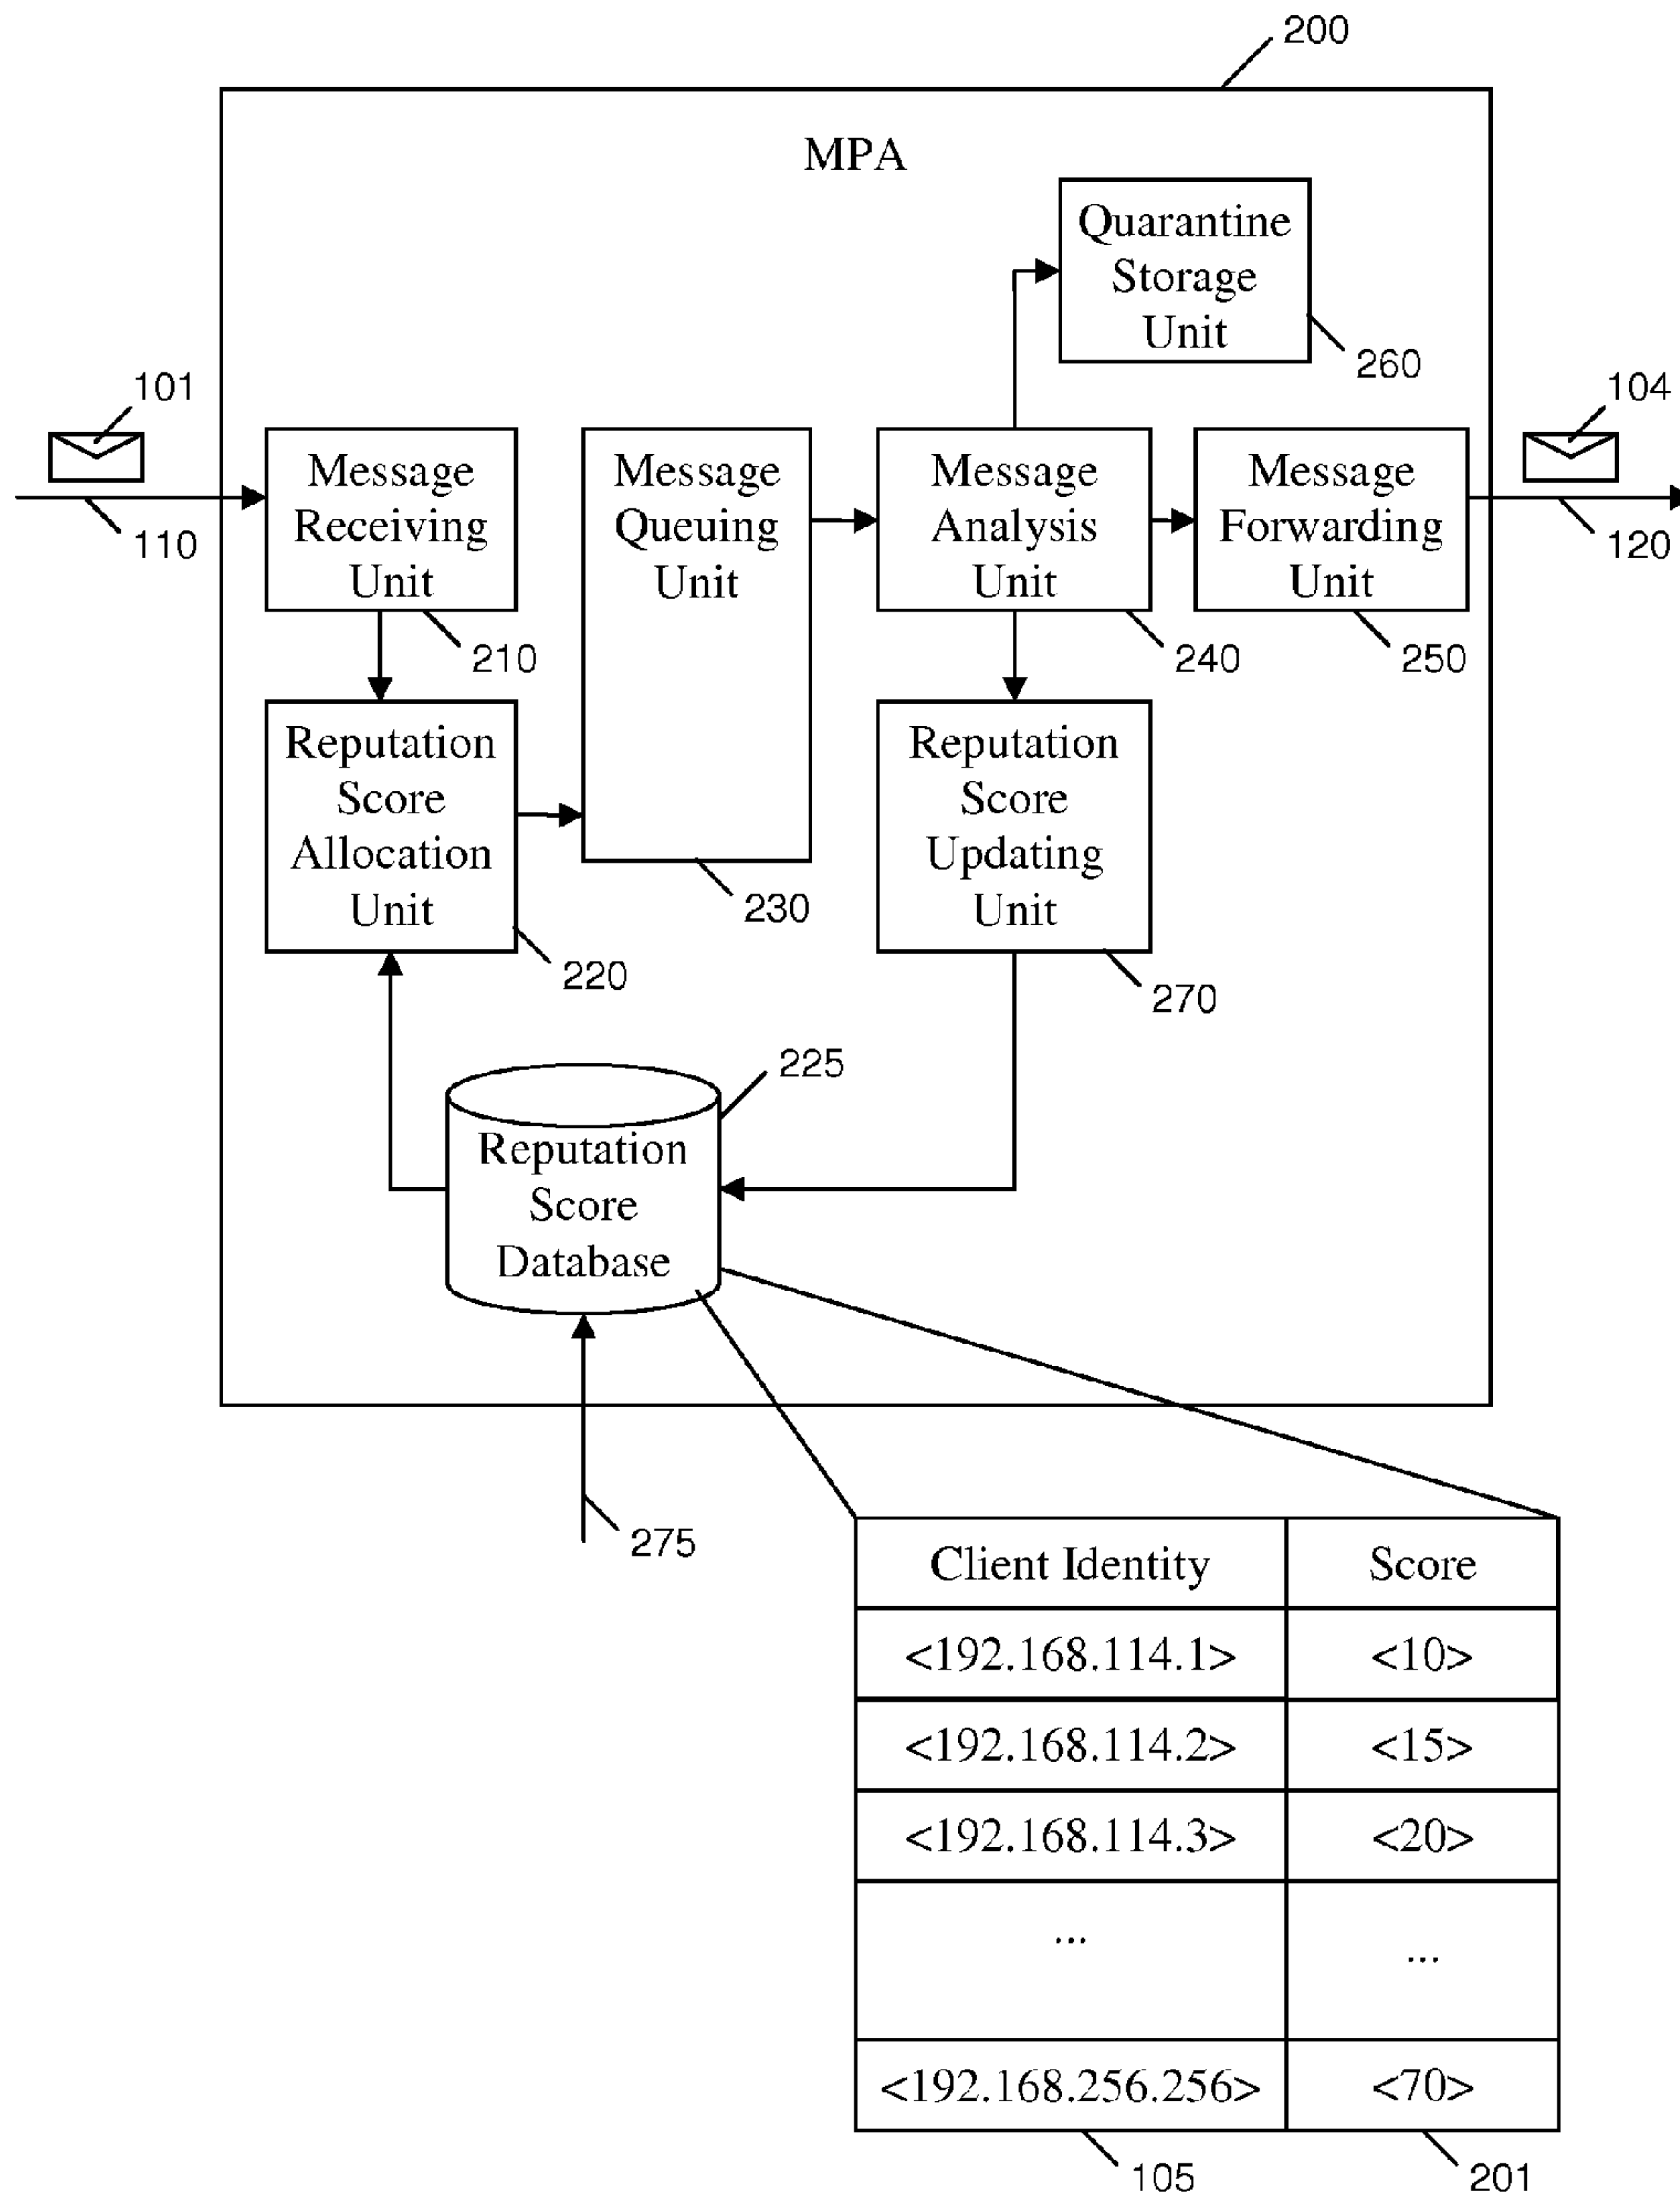 200
MPA
Quarantine
Storage
Unit
260
101
104
Message
Receiving
Unit
Message
Queuing
Unit
Message
Analysis
Unit
Message
Forwarding
Unit
110
120
210
240
250
Reputation
Score
Allocation
Unit
Reputation
Score
Updating
Unit
230
220
270
225
Reputation
Score
Database
275
Client Identity Score
<192.168.114.1> <10>
<192.168.114.2> <15>
<192.168.114.3> <20>
... ...
<192.168.256.256> <70>
105 201